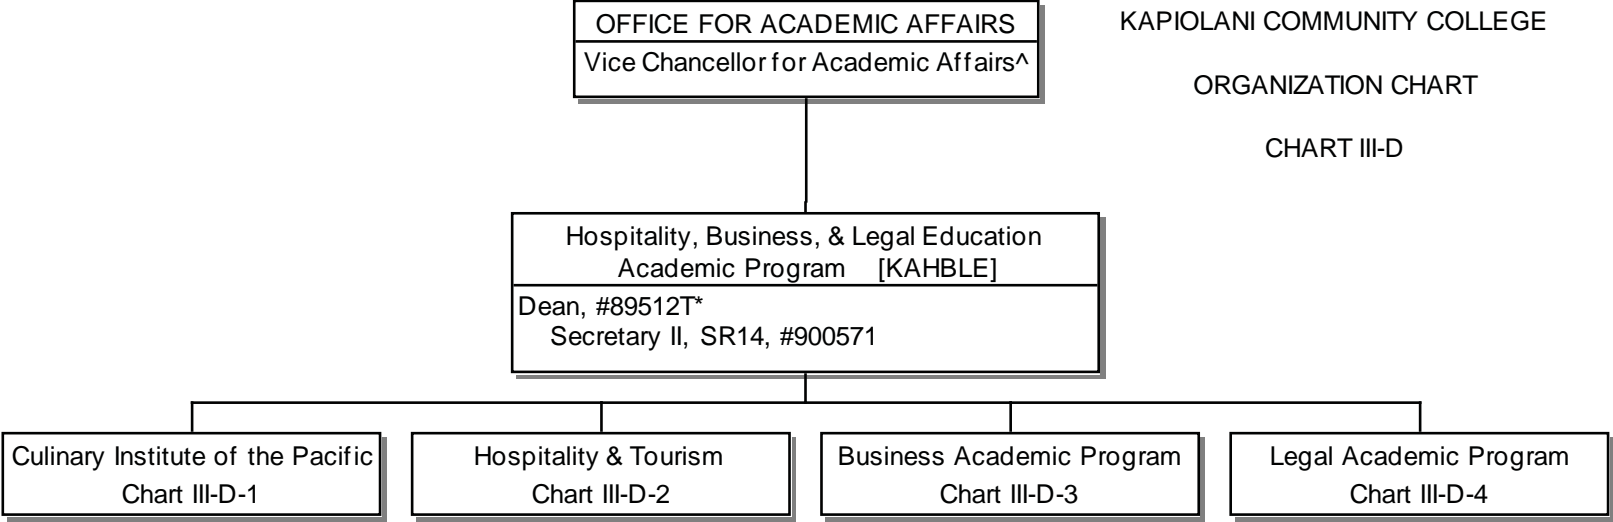 OFFICE FOR ACADEMIC AFFAIRS
Vice Chancellor for Academic Affairs^
KAPIOLANI COMMUNITY COLLEGE
ORGANIZATION CHART
CHART III-D
Hospitality, Business, & Legal Education
Academic Program [KAHBLE]
Dean, #89512T*
Secretary II, SR14, #900571
Culinary Institute of the Pacific
Chart III-D-1
Hospitality & Tourism
Chart III-D-2
Business Academic Program
Chart III-D-3
Legal Academic Program
Chart III-D-4